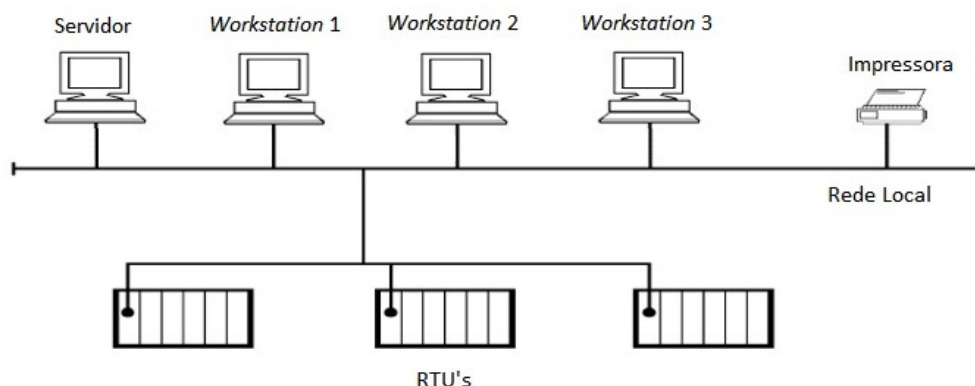 Servidor
Workstation 1
Workstation 2
Workstation 3
Impressora
Rede Local
RTU's